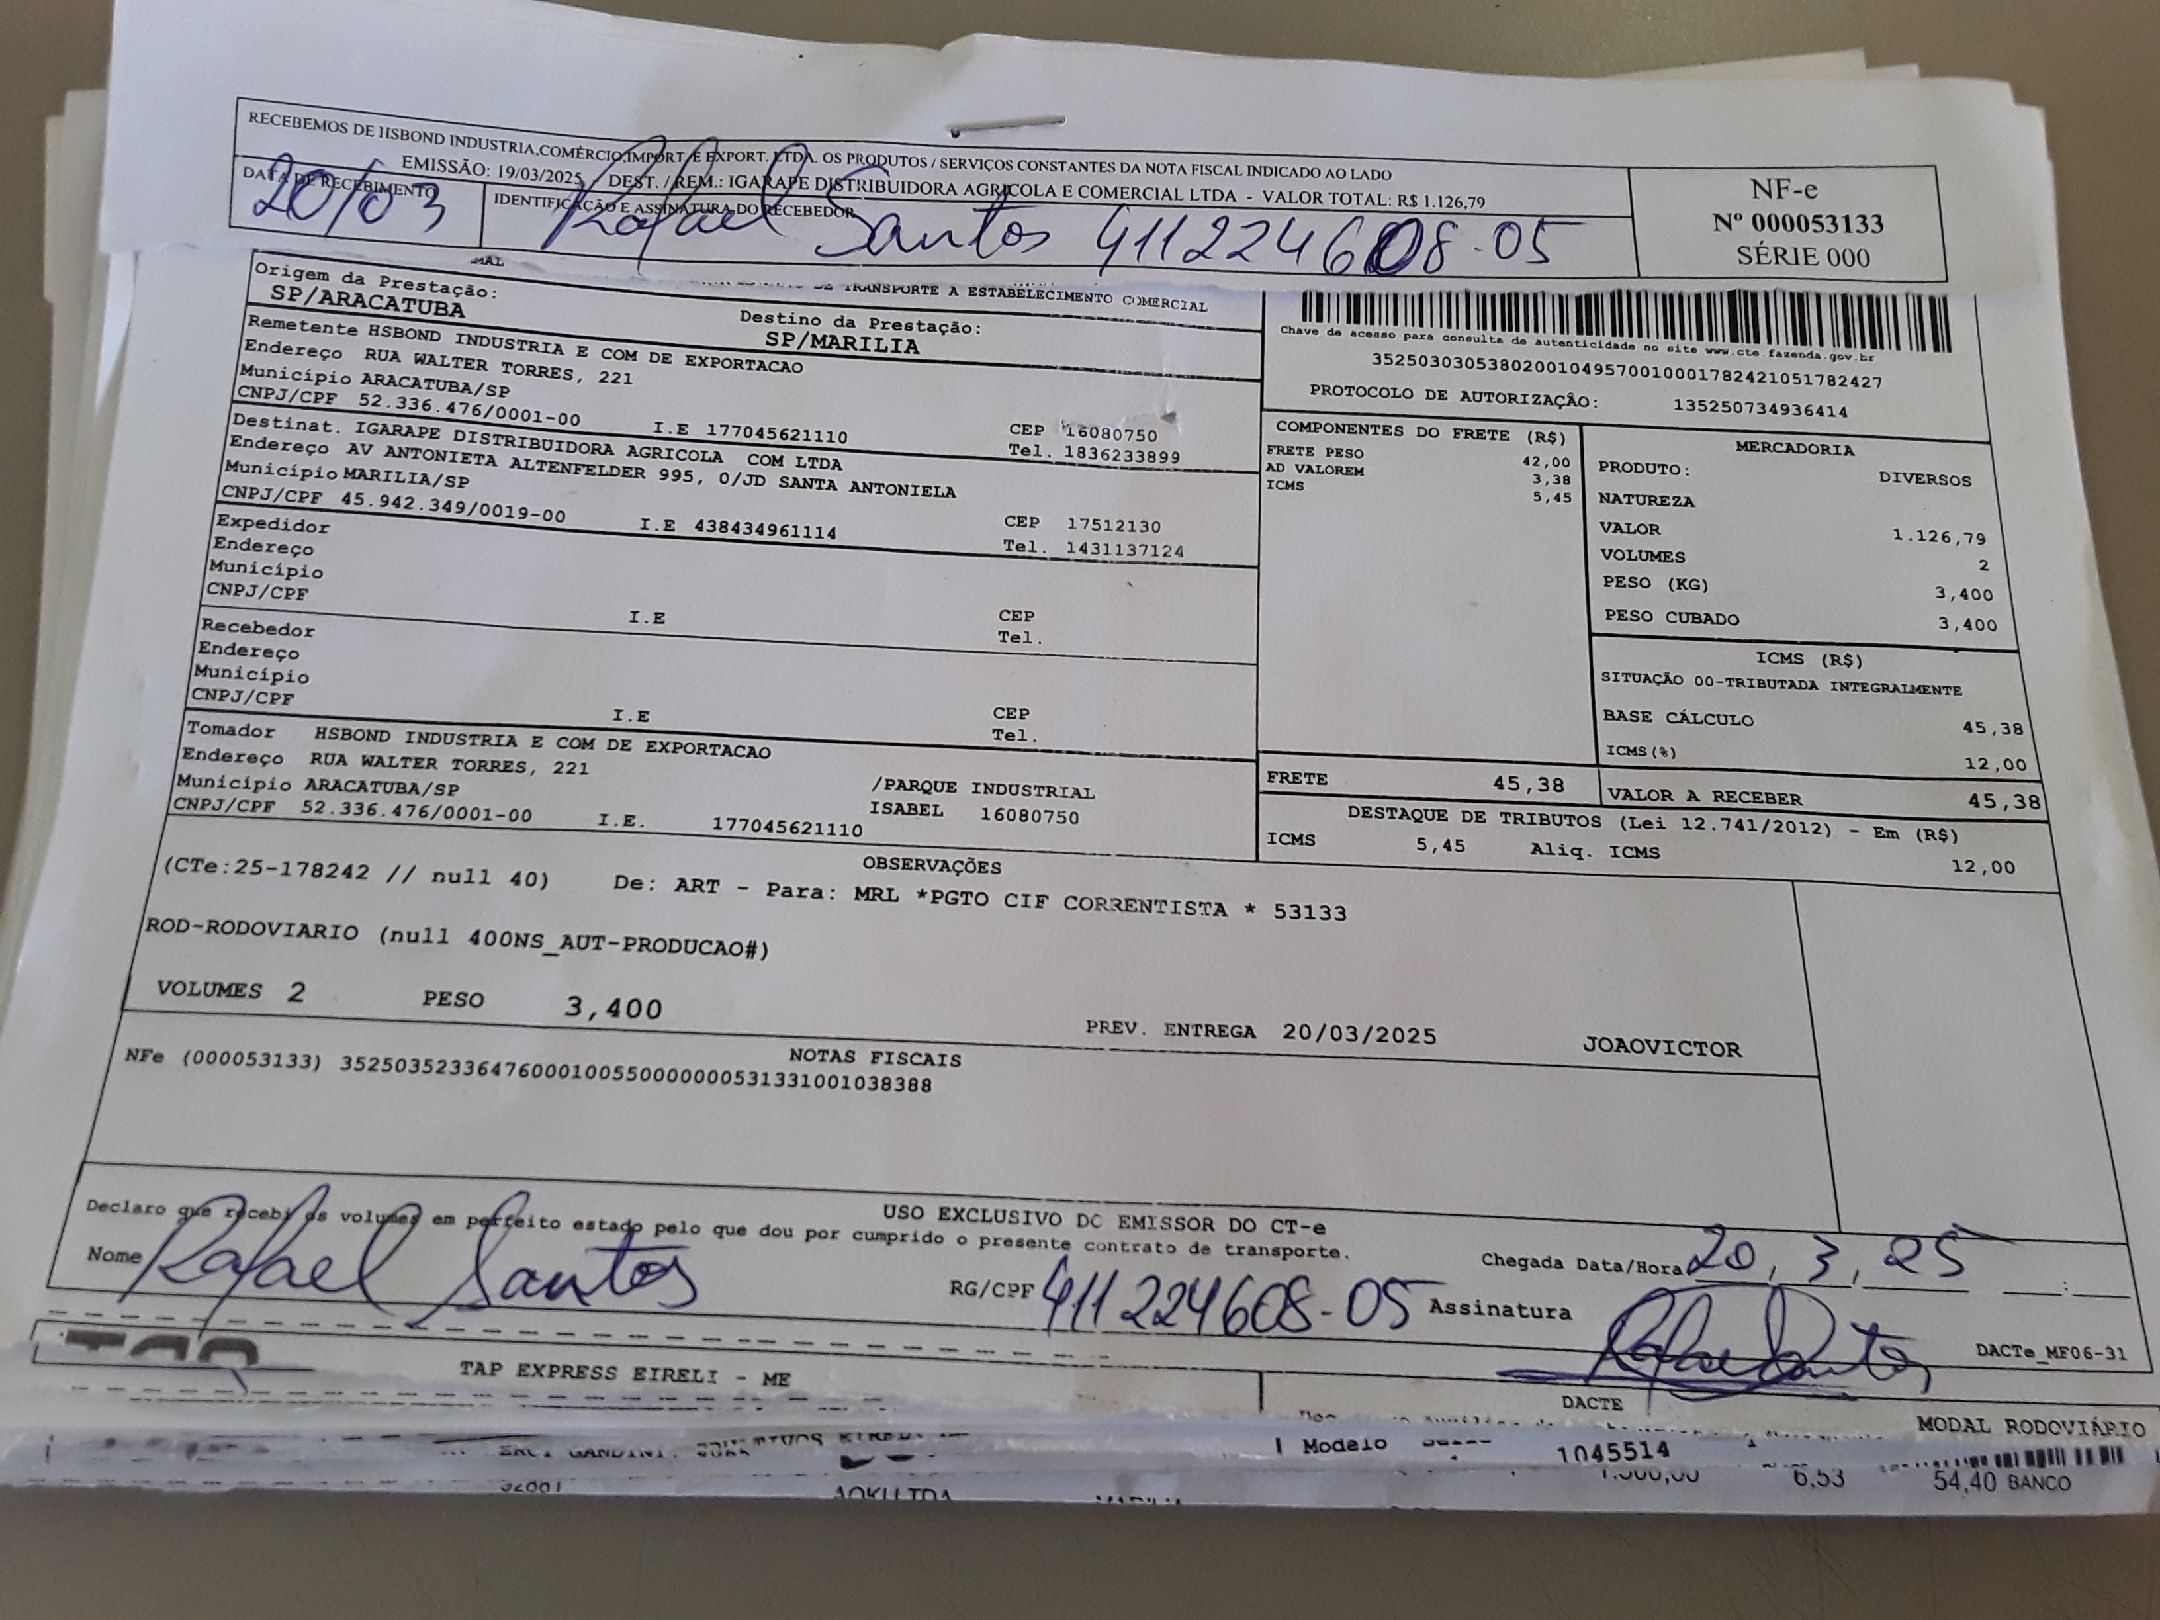 RECEBEMOS DE HSBOND INDUSTRIA,COMÉRCIO,IMPORT. E EXPORT. LTDA. OS PRODUTOS / SERVIÇOS CONSTANTES DA NOTA FISCAL INDICADO AO LADO
EMISSÃO: 19/03/2025 DEST. / REM.: IGARAPE DISTRIBUIDORA AGRICOLA E COMERCIAL LTDA - VALOR TOTAL: R$ 1.126,79
DATA DE RECEBIMENTO
20/03
IDENTIFICAÇÃO E ASSINATURA DO RECEBEDOR
Rafael Santos 411224608-05
NF-e
Nº 000053133
SÉRIE 000
DE TRANSPORTE A ESTABELECIMENTO COMERCIAL
Origem da Prestação:
SP/ARACATUBA
Destino da Prestação:
SP/MARILIA
Remetente HSBOND INDUSTRIA E COM DE EXPORTACAO
Endereço RUA WALTER TORRES, 221
Município ARACATUBA/SP
CEP 16080750
CNPJ/CPF 52.336.476/0001-00 I.E 177045621110 Tel. 1836233899
Destinat. IGARAPE DISTRIBUIDORA AGRICOLA COM LTDA
Endereço AV ANTONIETA ALTENFELDER 995, 0/JD SANTA ANTONIELA
Município MARILIA/SP CEP 17512130
CNPJ/CPF 45.942.349/0019-00 I.E 438434961114 Tel. 1431137124
Expedidor
Endereço
Município CEP
CNPJ/CPF I.E Tel.
Recebedor
Endereço
Município CEP
CNPJ/CPF I.E Tel.
Tomador HSBOND INDUSTRIA E COM DE EXPORTACAO
Endereço RUA WALTER TORRES, 221 /PARQUE INDUSTRIAL
Município ARACATUBA/SP ISABEL 16080750
CNPJ/CPF 52.336.476/0001-00 I.E. 177045621110
Chave de acesso para consulta de autenticidade no site www.cte.fazenda.gov.br
35250303053802001049570010001782421051782427
PROTOCOLO DE AUTORIZAÇÃO: 135250734936414
COMPONENTES DO FRETE (R$)
FRETE PESO 42,00
AD VALOREM 3,38
ICMS 5,45
MERCADORIA
PRODUTO: DIVERSOS
NATUREZA
VALOR 1.126,79
VOLUMES 2
PESO (KG) 3,400
PESO CUBADO 3,400
ICMS (R$)
SITUAÇÃO 00-TRIBUTADA INTEGRALMENTE
BASE CÁLCULO 45,38
ICMS(%) 12,00
FRETE 45,38 VALOR A RECEBER 45,38
DESTAQUE DE TRIBUTOS (Lei 12.741/2012) - Em (R$)
ICMS 5,45 Aliq. ICMS 12,00
OBSERVAÇÕES
(CTe:25-178242 // null 40) De: ART - Para: MRL *PGTO CIF CORRENTISTA * 53133
ROD-RODOVIARIO (null 400NS_AUT-PRODUCAO#)
VOLUMES 2 PESO 3,400
PREV. ENTREGA 20/03/2025 JOAOVICTOR
NOTAS FISCAIS
NFe (000053133) 35250352336476000100550000000531331001038388
USO EXCLUSIVO DO EMISSOR DO CT-e
Declaro que recebi os volumes em perfeito estado pelo que dou por cumprido o presente contrato de transporte.
Nome Rafael Santos RG/CPF 411224608-05
Chegada Data/Hora 20, 3, 25 :
Assinatura Rafael Santos
DACTe_MF06-31
TAP EXPRESS EIRELI - ME
DACTE
MODAL RODOVIÁRIO
Modelo 1045514
6,53 54,40 BANCO